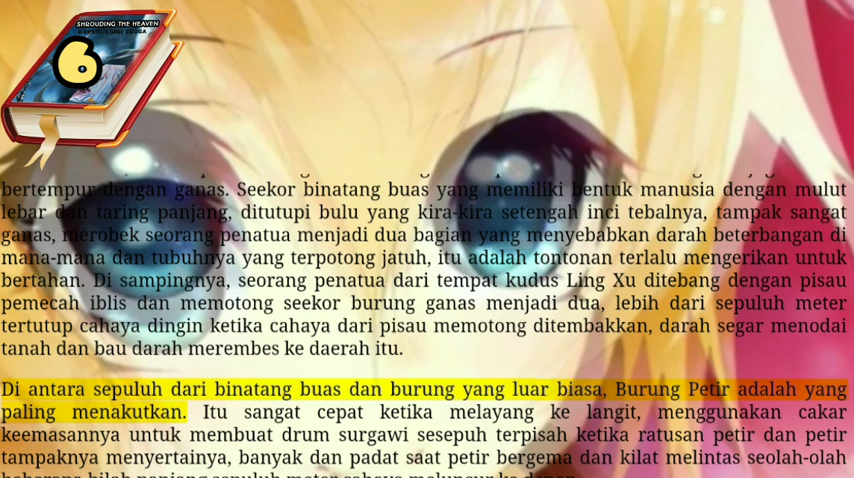 SHROUDING THE HEAVEN
6
bertempur dengan ganas. Seekor binatang buas yang memiliki bentuk manusia dengan mulut
lebar dan taring panjang, ditutupi bulu yang kira-kira setengah inci tebalnya, tampak sangat
ganas, merobek seorang penatua menjadi dua bagian yang menyebabkan darah beterbangan di
mana-mana dan tubuhnya yang terpotong jatuh, itu adalah tontonan terlalu mengerikan untuk
bertahan. Di sampingnya, seorang penatua dari tempat kudus Ling Xu ditebang dengan pisau
pemecah iblis dan memotong seekor burung ganas menjadi dua, lebih dari sepuluh meter
tertutup cahaya dingin ketika cahaya dari pisau memotong ditembakkan, darah segar menodai
tanah dan bau darah merembes ke daerah itu.
Di antara sepuluh dari binatang buas dan burung yang luar biasa, Burung Petir adalah yang
paling menakutkan. Itu sangat cepat ketika melayang ke langit, menggunakan cakar
keemasannya untuk membuat drum surgawi sesepuh terpisah ketika ratusan petir dan petir
tampaknya menyertainya, banyak dan padat saat petir bergema dan kilat melintas seolah-olah